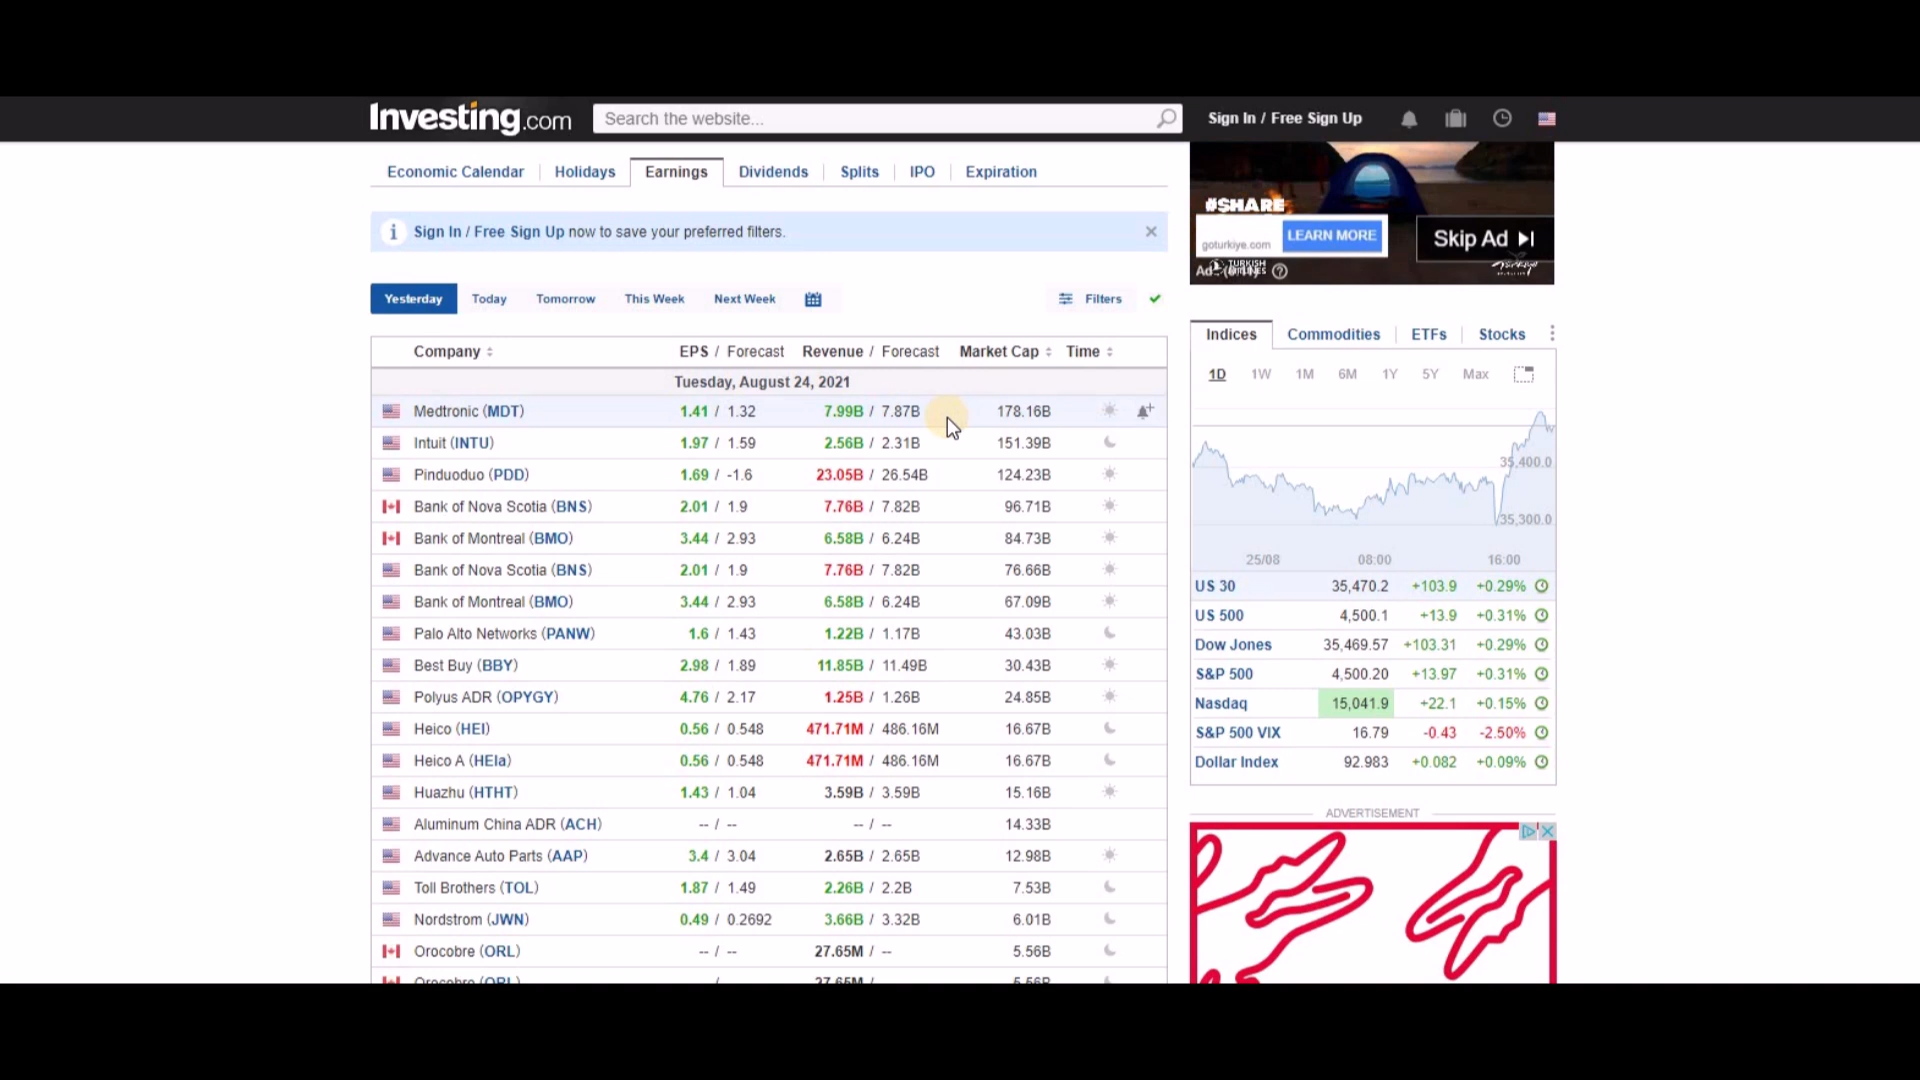 Investing.com
Search the website...
Sign In / Free Sign Up
Economic Calendar Holidays Earnings Dividends Splits IPO Expiration
Sign In / Free Sign Up now to save your preferred filters.
Yesterday Today Tomorrow This Week Next Week Filters
Company EPS / Forecast Revenue / Forecast Market Cap Time
Tuesday, August 24, 2021
Medtronic (MDT) 1.41 / 1.32 7.99B / 7.87B 178.16B
Intuit (INTU) 1.97 / 1.59 2.56B / 2.31B 151.39B
Pinduoduo (PDD) 1.69 / -1.6 23.05B / 26.54B 124.23B
Bank of Nova Scotia (BNS) 2.01 / 1.9 7.76B / 7.82B 96.71B
Bank of Montreal (BMO) 3.44 / 2.93 6.58B / 6.24B 84.73B
Bank of Nova Scotia (BNS) 2.01 / 1.9 7.76B / 7.82B 76.66B
Bank of Montreal (BMO) 3.44 / 2.93 6.58B / 6.24B 67.09B
Palo Alto Networks (PANW) 1.6 / 1.43 1.22B / 1.17B 43.03B
Best Buy (BBY) 2.98 / 1.89 11.85B / 11.49B 30.43B
Polyus ADR (OPYGY) 4.76 / 2.17 1.25B / 1.26B 24.85B
Heico (HEI) 0.56 / 0.548 471.71M / 486.16M 16.67B
Heico A (HEIa) 0.56 / 0.548 471.71M / 486.16M 16.67B
Huazhu (HTHT) 1.43 / 1.04 3.59B / 3.59B 15.16B
Aluminum China ADR (ACH) -- / -- -- / -- 14.33B
Advance Auto Parts (AAP) 3.4 / 3.04 2.65B / 2.65B 12.98B
Toll Brothers (TOL) 1.87 / 1.49 2.26B / 2.2B 7.53B
Nordstrom (JWN) 0.49 / 0.2692 3.66B / 3.32B 6.01B
Orocobre (ORL) -- / -- 27.65M / -- 5.56B
Orocobre (ORL) / 27.65M / 5.56B
#SHARE
goturkiye.com
LEARN MORE
Skip Ad
Ad
TURKISH AIRLINES
Indices Commodities ETFs Stocks
1D 1W 1M 6M 1Y 5Y Max
35,400.0
35,300.0
25/08 08:00 16:00
US 30 35,470.2 +103.9 +0.29%
US 500 4,500.1 +13.9 +0.31%
Dow Jones 35,469.57 +103.31 +0.29%
S&P 500 4,500.20 +13.97 +0.31%
Nasdaq 15,041.9 +22.1 +0.15%
S&P 500 VIX 16.79 -0.43 -2.50%
Dollar Index 92.983 +0.082 +0.09%
ADVERTISEMENT